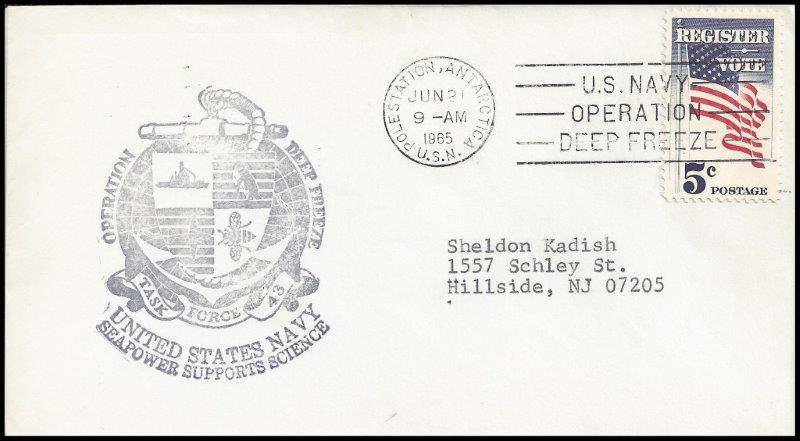 POLE STATION, ANTARCTICA
JUN 21
9 -AM
1965
U.S.N.
U.S. NAVY
OPERATION
DEEP FREEZE
REGISTER
VOTE
5c POSTAGE
OPERATION DEEP FREEZE
TASK FORCE 43
UNITED STATES NAVY
SEAPOWER SUPPORTS SCIENCE
Sheldon Kadish
1557 Schley St.
Hillside, NJ 07205